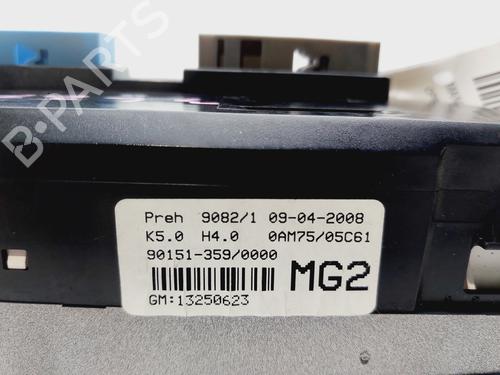 B-PARTS
Preh 9082/1 09-04-2008
K5.0 H4.0 0AM75/05C61
90151-359/0000
MG2
GM:13250623